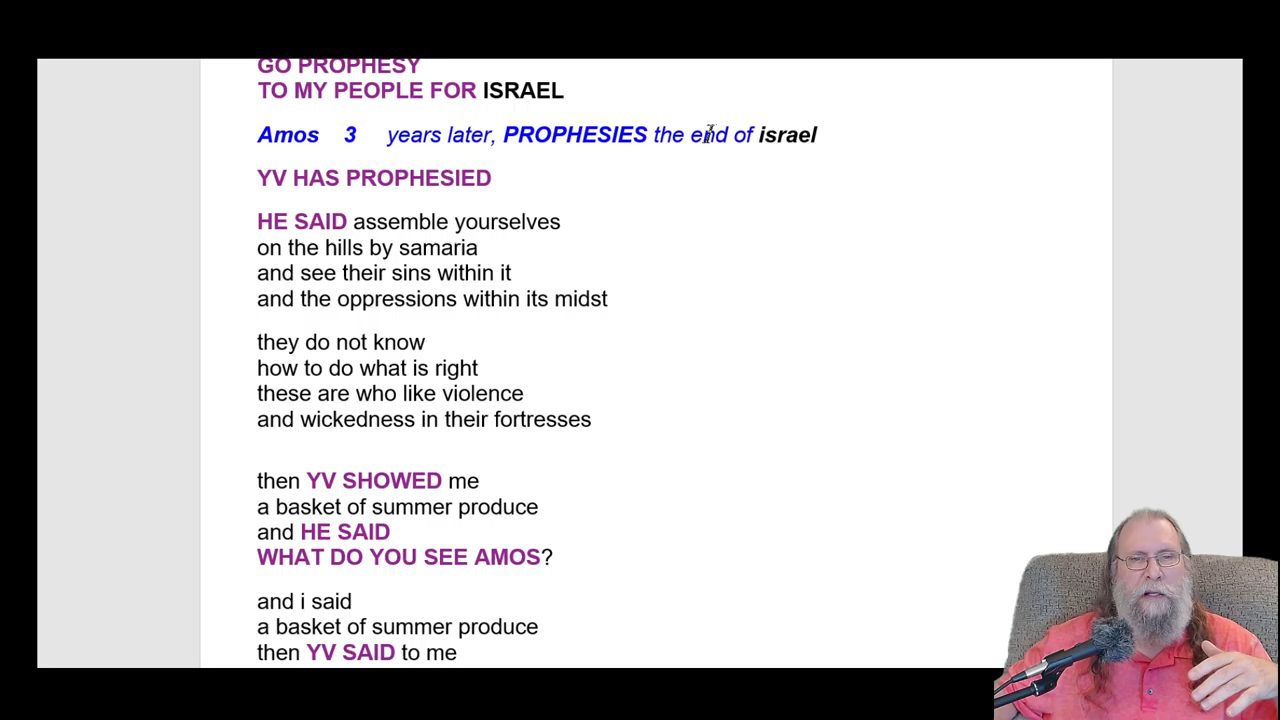 GO PROPHESY
TO MY PEOPLE FOR ISRAEL
Amos 3 years later, PROPHESIES the end of israel
YV HAS PROPHESIED
HE SAID assemble yourselves
on the hills by samaria
and see their sins within it
and the oppressions within its midst
they do not know
how to do what is right
these are who like violence
and wickedness in their fortresses
then YV SHOWED me
a basket of summer produce
and HE SAID
WHAT DO YOU SEE AMOS?
and i said
a basket of summer produce
then YV SAID to me